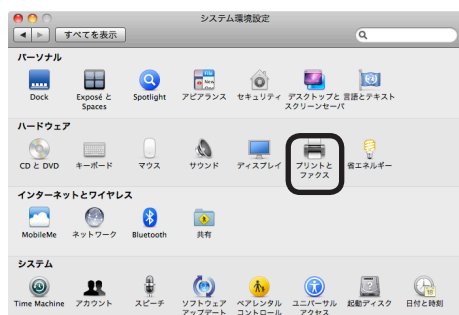 システム環境設定
すべてを表示
パーソナル
Dock Exposé と Spotlight アピアランス セキュリティ デスクトップと 言語とテキスト
Spaces スクリーンセーバ
ハードウェア
CD と DVD キーボード マウス サウンド ディスプレイ プリントと 省エネルギー
ファクス
インターネットとワイヤレス
MobileMe ネットワーク Bluetooth 共有
システム
Time Machine アカウント スピーチ ソフトウェア ペアレンタル ユニバーサル 起動ディスク 日付と時刻
アップデート コントロール アクセス